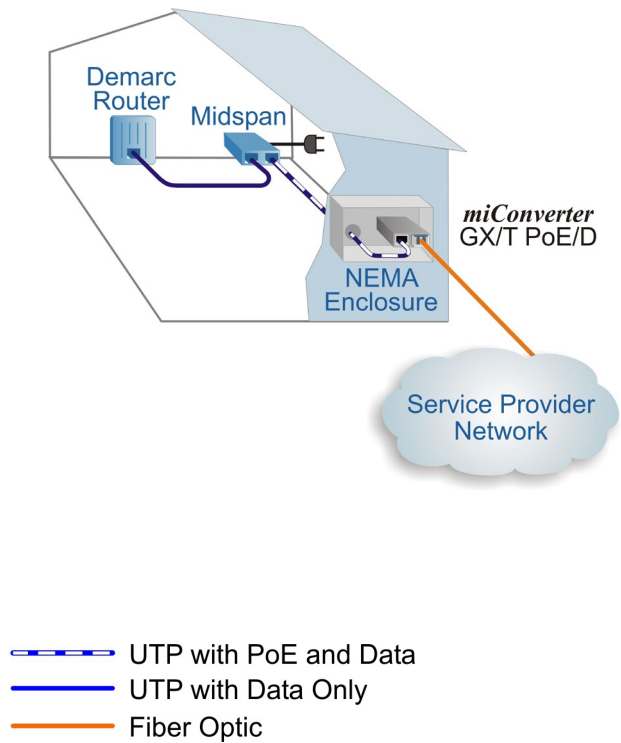 Demarc
Router
Midspan
miConverter
GX/T PoE/D
NEMA
Enclosure
Service Provider
Network
UTP with PoE and Data
UTP with Data Only
Fiber Optic